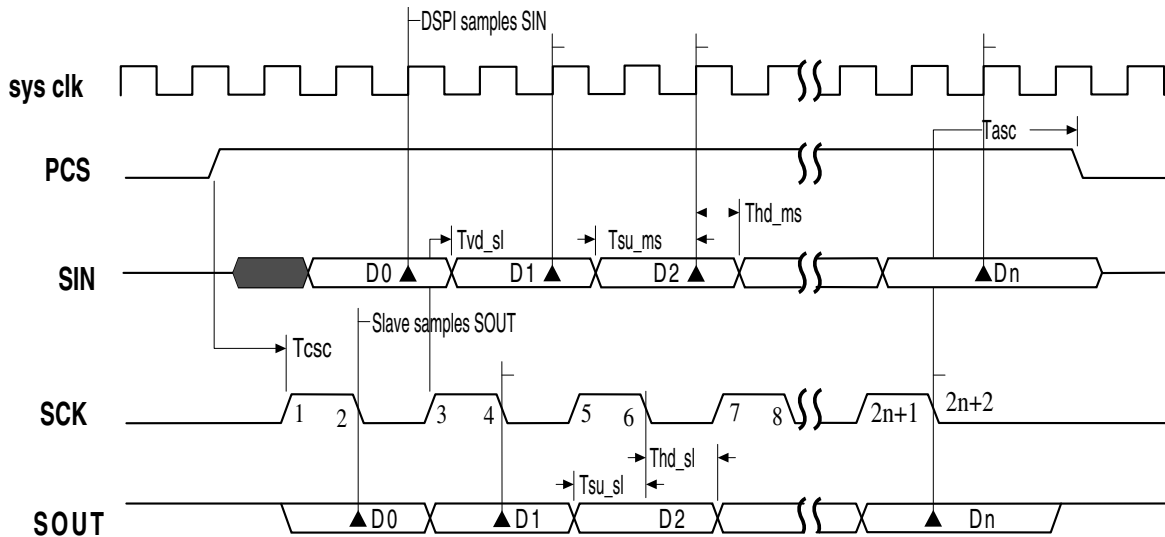 DSPI samples SIN
sys clk
Tasc
PCS
Thd_ms
Tvd_sl
Tsu_ms
SIN
D0
D1
D2
Dn
Slave samples SOUT
Tcsc
SCK
1
2
3
4
5
6
7
8
2n+1
2n+2
Thd_sl
Tsu_sl
SOUT
D0
D1
D2
Dn